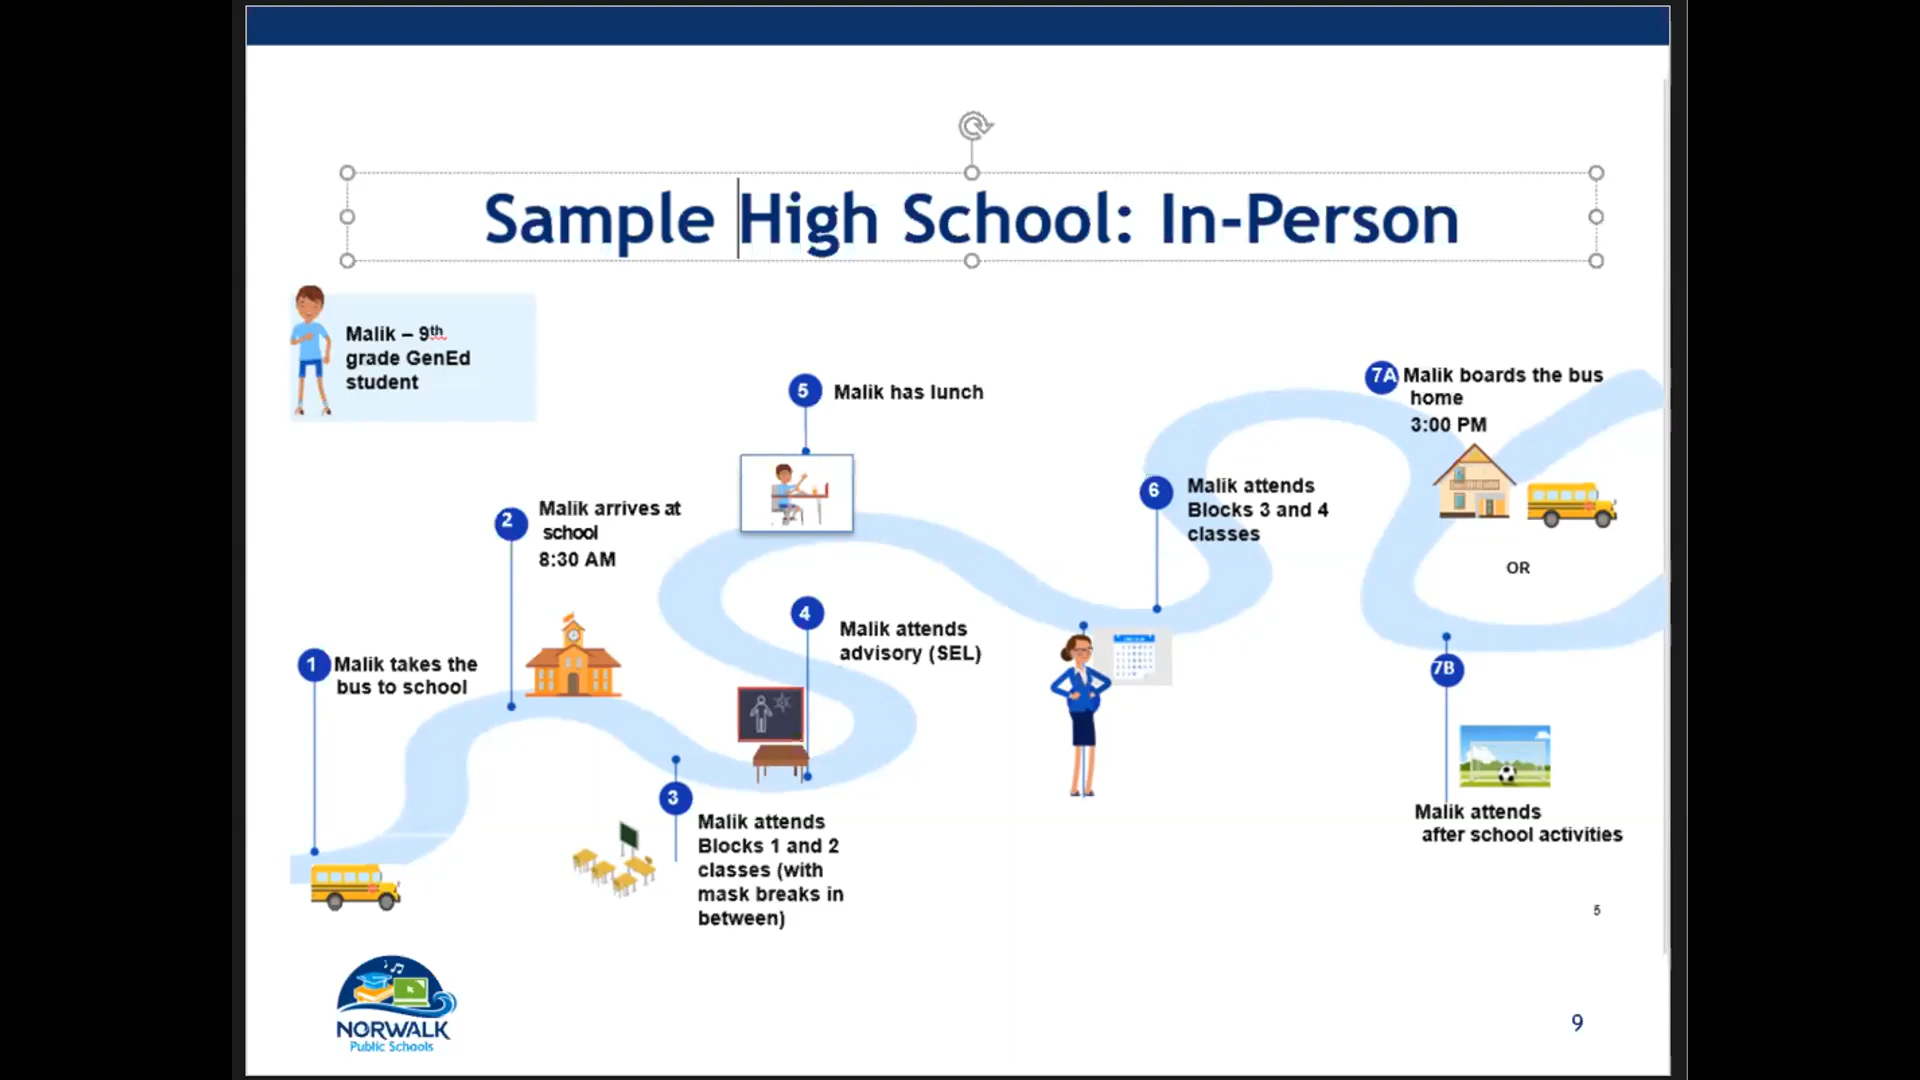 Sample High School: In-Person
Malik – 9th
grade GenEd
student
1
Malik takes the
bus to school
2
Malik arrives at
school
8:30 AM
3
Malik attends
Blocks 1 and 2
classes (with
mask breaks in
between)
4
Malik attends
advisory (SEL)
5
Malik has lunch
6
Malik attends
Blocks 3 and 4
classes
7A
Malik boards the bus
home
3:00 PM
OR
7B
Malik attends
after school activities
5
NORWALK
Public Schools
9